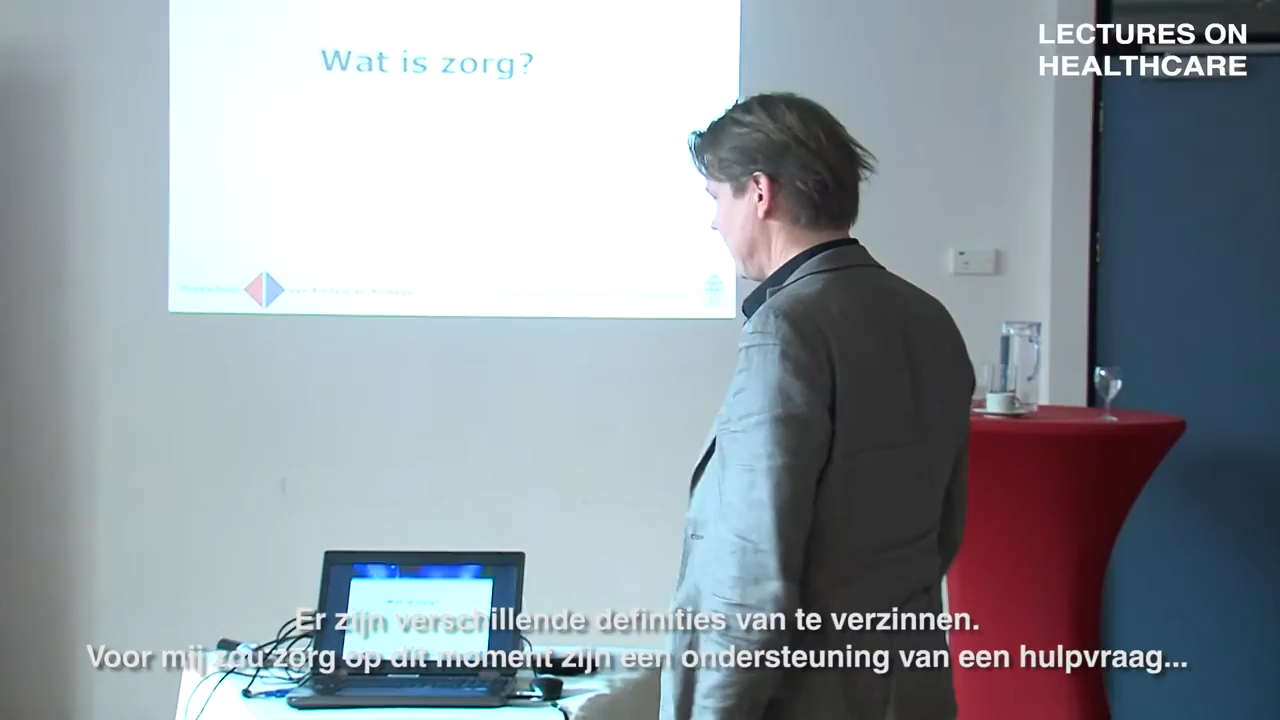 LECTURES ON
HEALTHCARE
Wat is zorg?
Er zijn verschillende definities van te verzinnen.
Voor mij zou zorg op dit moment zijn een ondersteuning van een hulpvraag...